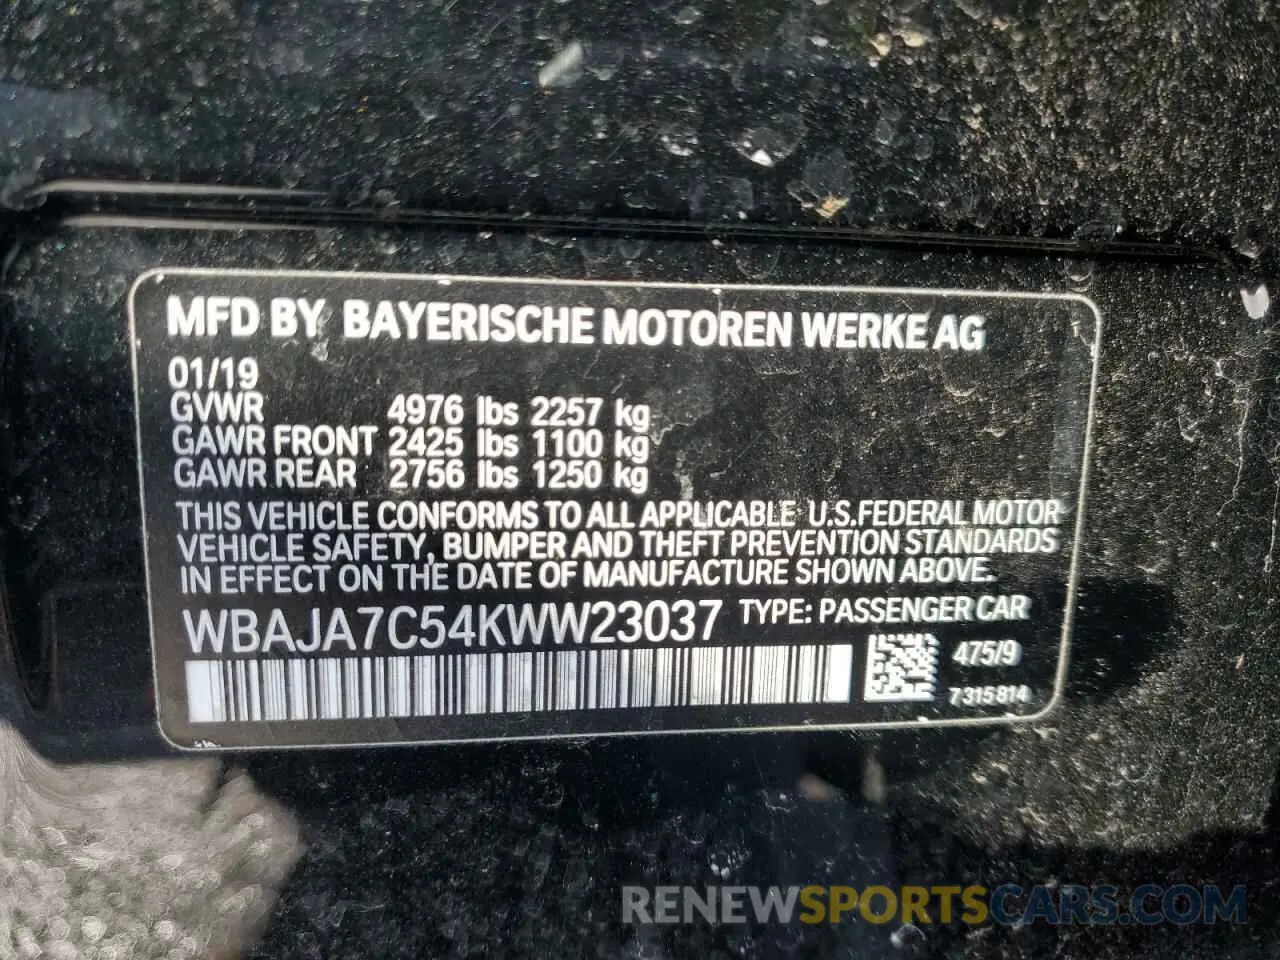 MFD BY BAYERISCHE MOTOREN WERKE AG
01/19
GVWR 4976 lbs 2257 kg
GAWR FRONT 2425 lbs 1100 kg
GAWR REAR 2756 lbs 1250 kg
THIS VEHICLE CONFORMS TO ALL APPLICABLE U.S.FEDERAL MOTOR
VEHICLE SAFETY, BUMPER AND THEFT PREVENTION STANDARDS
IN EFFECT ON THE DATE OF MANUFACTURE SHOWN ABOVE.
WBAJA7C54KWW23037 TYPE: PASSENGER CAR
475/9
7315814
RENEWSPORTSCARS.COM